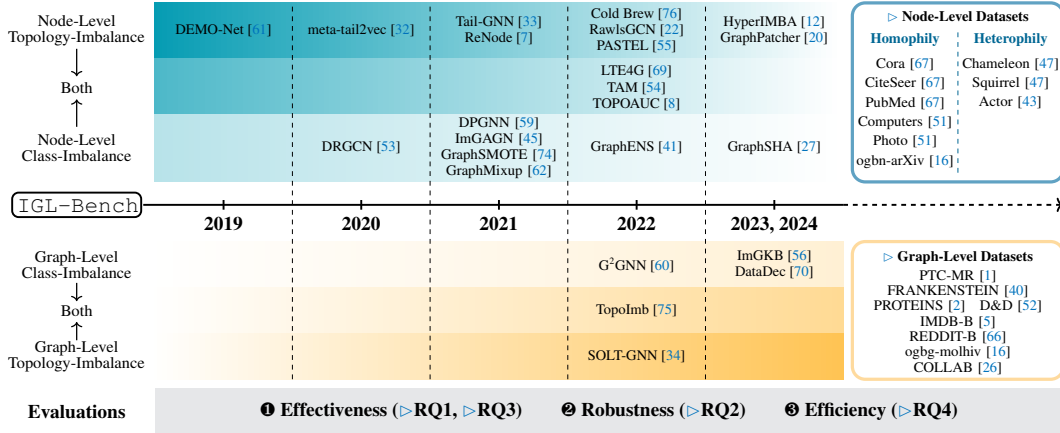 Node-Level
Topology-Imbalance
Both
Node-Level
Class-Imbalance
DEMO-Net [61]
meta-tail2vec [32]
DRGCN [53]
Tail-GNN [33]
ReNode [7]
DPGNN [59]
ImGAGN [45]
GraphSMOTE [74]
GraphMixup [62]
Cold Brew [76]
RawlsGCN [22]
PASTEL [55]
LTE4G [69]
TAM [54]
TOPOAUC [8]
GraphENS [41]
HyperIMBA [12]
GraphPatcher [20]
GraphSHA [27]
▷ Node-Level Datasets
Homophily
Cora [67]
CiteSeer [67]
PubMed [67]
Computers [51]
Photo [51]
ogbn-arXiv [16]
Heterophily
Chameleon [47]
Squirrel [47]
Actor [43]
IGL-Bench
2019
2020
2021
2022
2023, 2024
Graph-Level
Class-Imbalance
Both
Graph-Level
Topology-Imbalance
G²GNN [60]
TopoImb [75]
SOLT-GNN [34]
ImGKB [56]
DataDec [70]
▷ Graph-Level Datasets
PTC-MR [1]
FRANKENSTEIN [40]
PROTEINS [2] D&D [52]
IMDB-B [5]
REDDIT-B [66]
ogbg-molhiv [16]
COLLAB [26]
Evaluations
❶ Effectiveness (▷RQ1, ▷RQ3) ❷ Robustness (▷RQ2) ❸ Efficiency (▷RQ4)